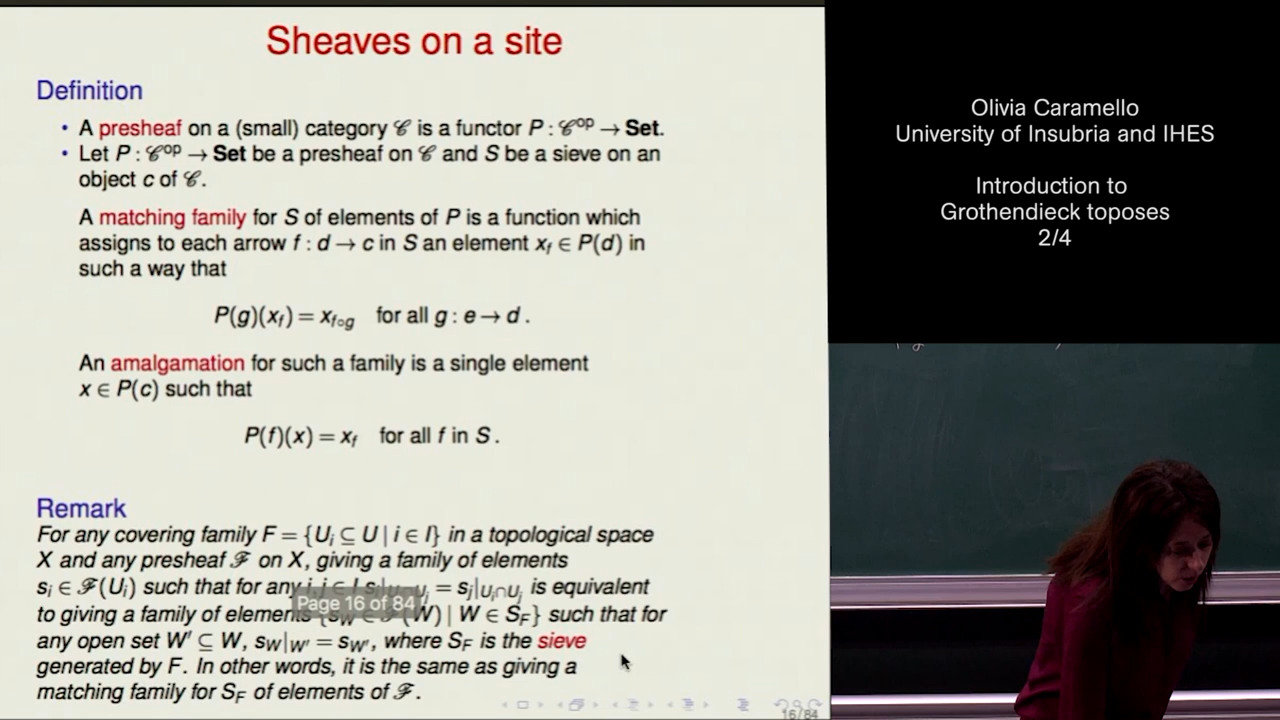 Sheaves on a site
Definition
• A presheaf on a (small) category 𝒞 is a functor P : 𝒞ᵒᵖ → Set.
• Let P : 𝒞ᵒᵖ → Set be a presheaf on 𝒞 and S be a sieve on an
object c of 𝒞.
A matching family for S of elements of P is a function which
assigns to each arrow f : d → c in S an element x_f ∈ P(d) in
such a way that
P(g)(x_f) = x_{f∘g} for all g : e → d .
An amalgamation for such a family is a single element
x ∈ P(c) such that
P(f)(x) = x_f for all f in S .
Remark
For any covering family F = {U_i ⊆ U | i ∈ I} in a topological space
X and any presheaf ℱ on X, giving a family of elements
s_i ∈ ℱ(U_i) such that for any = s_j|_{U_i∩U_j} is equivalent
to giving a family of (W) | W ∈ S_F} such that for
any open set W′ ⊆ W, s_W|_{W′} = s_{W′}, where S_F is the sieve
generated by F. In other words, it is the same as giving a
matching family for S_F of elements of ℱ.
Page 16 of 84
16/84
Olivia Caramello
University of Insubria and IHES
Introduction to
Grothendieck toposes
2/4